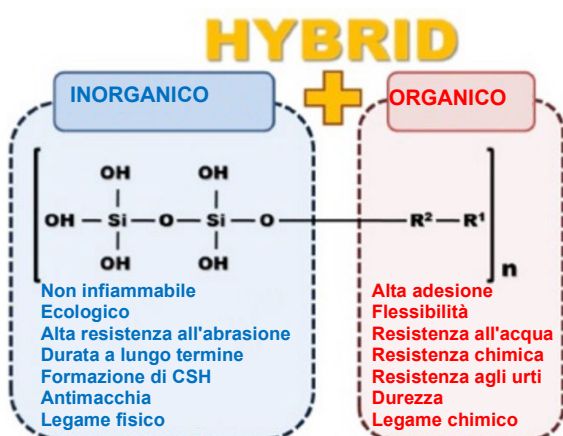 HYBRID
INORGANICO
+
ORGANICO
OH OH
OH — Si — O — Si — O — R² — R¹
OH OH
n
Non infiammabile
Ecologico
Alta resistenza all'abrasione
Durata a lungo termine
Formazione di CSH
Antimacchia
Legame fisico
Alta adesione
Flessibilità
Resistenza all'acqua
Resistenza chimica
Resistenza agli urti
Durezza
Legame chimico